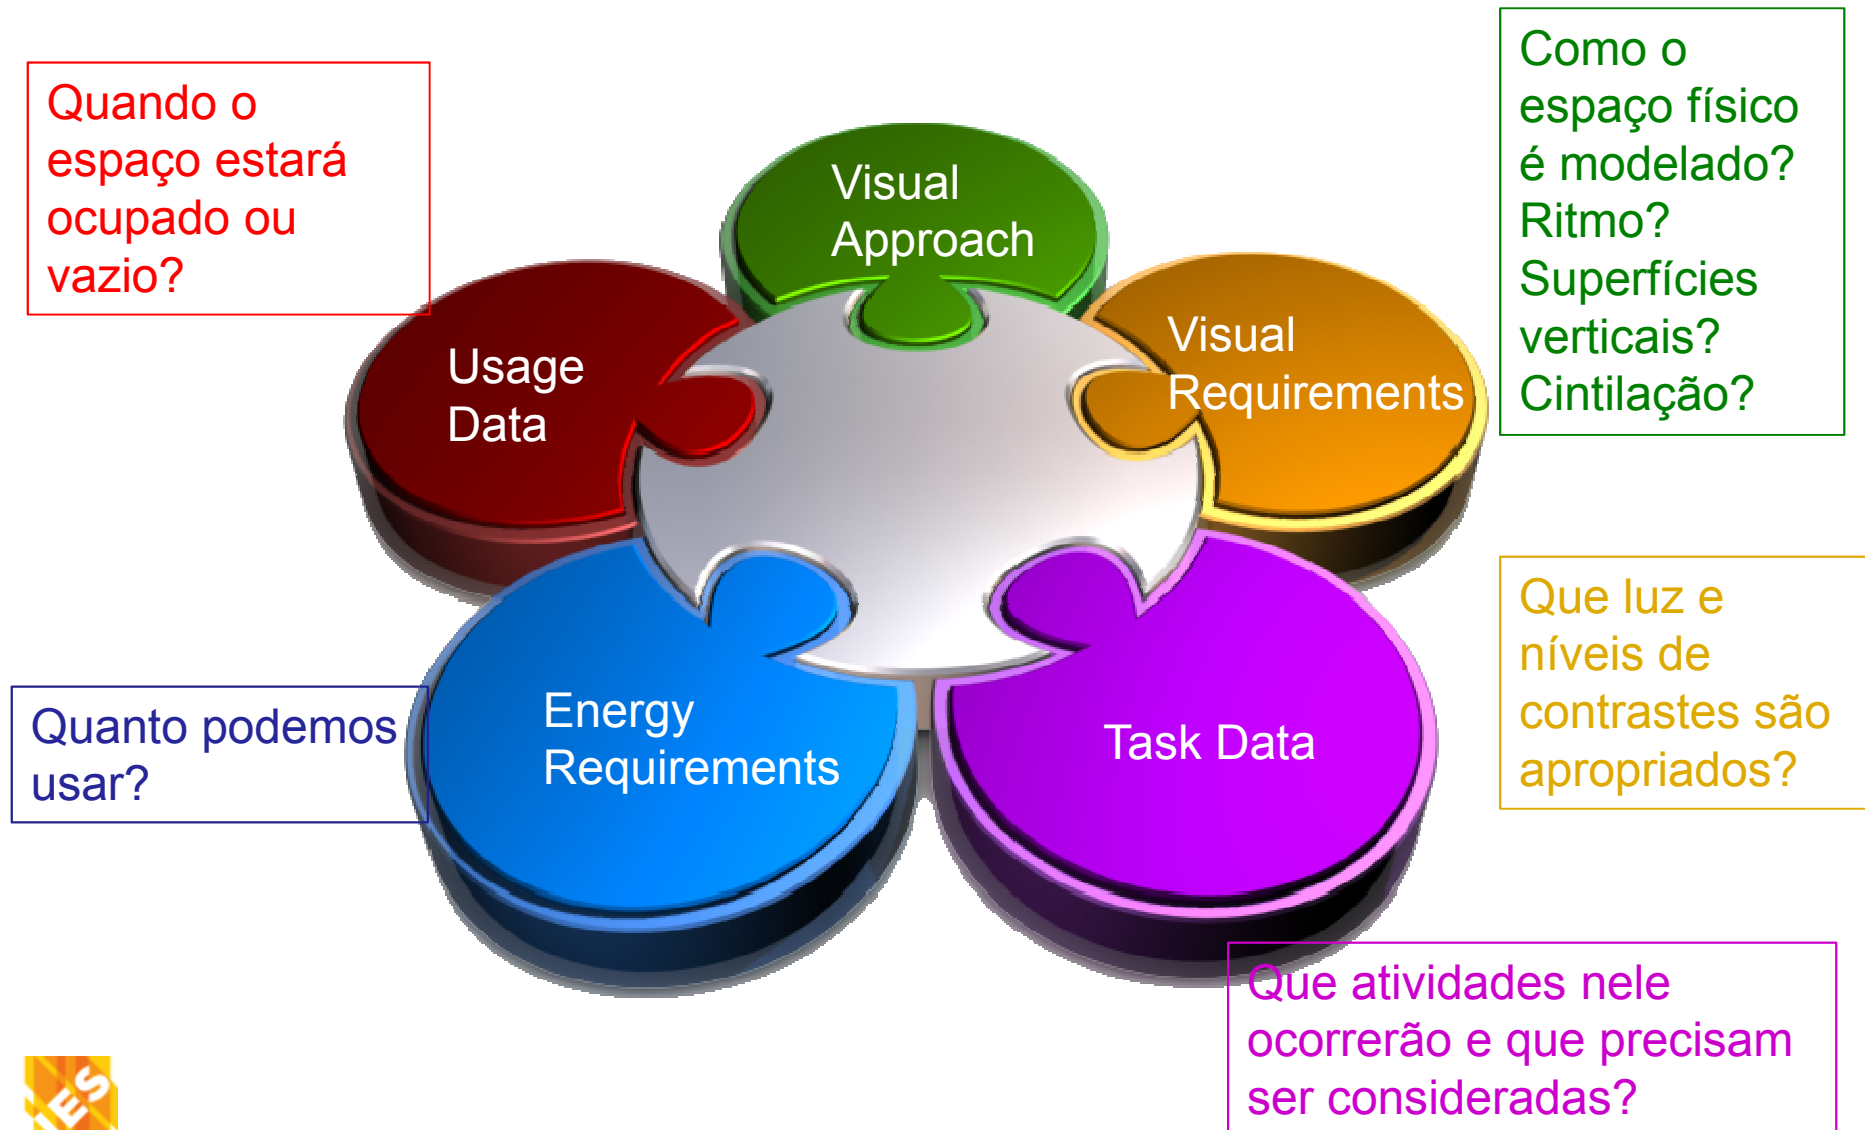 Quando o
espaço estará
ocupado ou
vazio?
Visual
Approach
Como o
espaço físico
é modelado?
Ritmo?
Superfícies
verticais?
Cintilação?
Usage
Data
Visual
Requirements
Que luz e
níveis de
contrastes são
apropriados?
Quanto podemos
usar?
Energy
Requirements
Task Data
Que atividades nele
ocorrerão e que precisam
ser consideradas?
IES